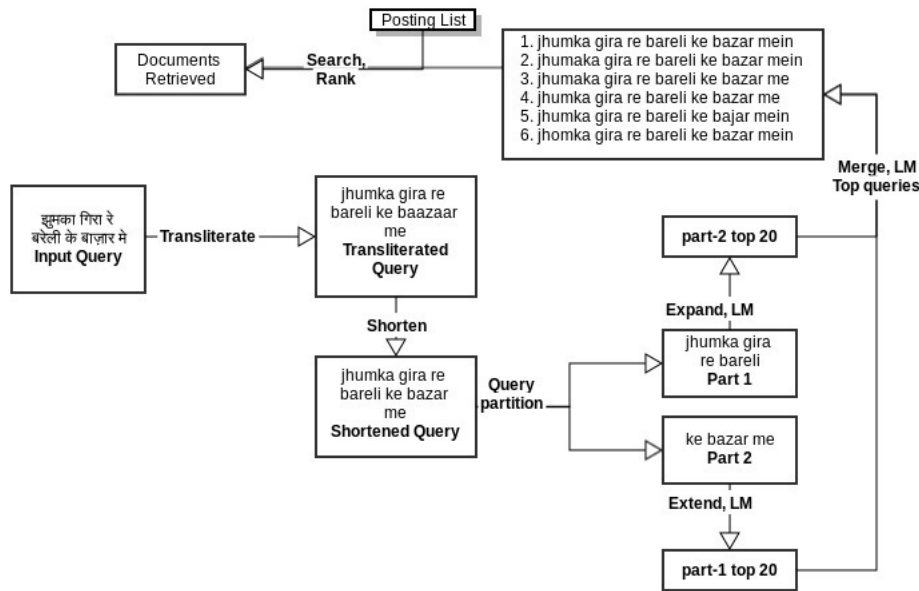 Posting List
Documents
Retrieved
Search,
Rank
1. jhumka gira re bareli ke bazar mein
2. jhumaka gira re bareli ke bazar mein
3. jhumaka gira re bareli ke bazar me
4. jhumka gira re bareli ke bazar me
5. jhumka gira re bareli ke bajar mein
6. jhomka gira re bareli ke bazar mein
Merge, LM
Top queries
झुमका गिरा रे
बरेली के बाज़ार मे
Input Query
Transliterate
jhumka gira re
bareli ke baazaar
me
Transliterated
Query
part-2 top 20
Expand, LM
Shorten
jhumka gira re
bareli ke bazar
me
Shortened Query
Query
partition
jhumka gira
re bareli
Part 1
ke bazar me
Part 2
Extend, LM
part-1 top 20